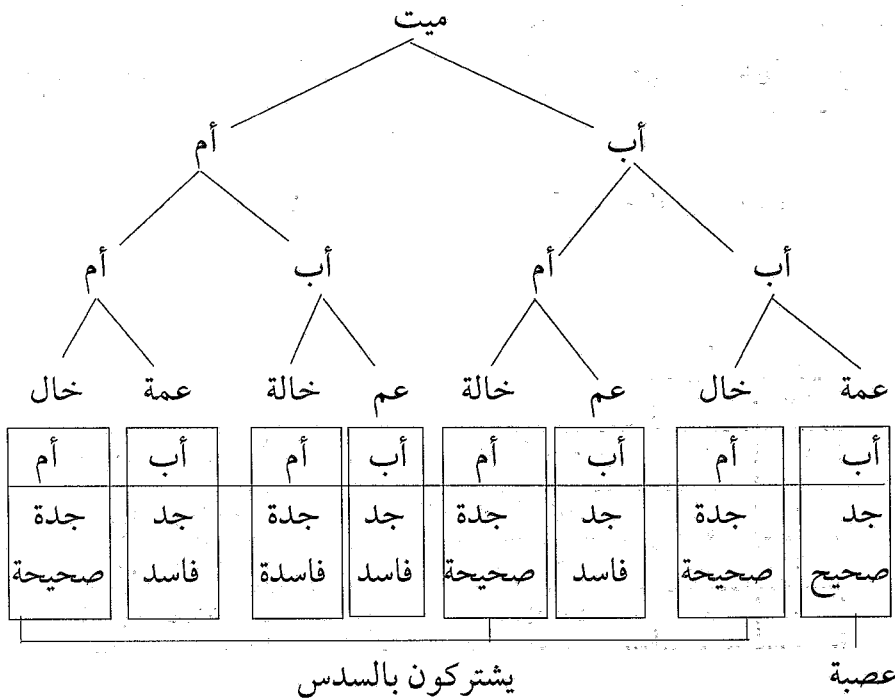 ميت
أب أم
أب أم أب أم
عمة خال عم خالة عم خالة عمة خال
أب أم أب أم أب أم أب أم
جد جدة جد جدة جد جدة جد جدة
صحيح صحيحة فاسد صحيحة فاسد فاسدة فاسد صحيحة
عصبة يشتركون بالسدس